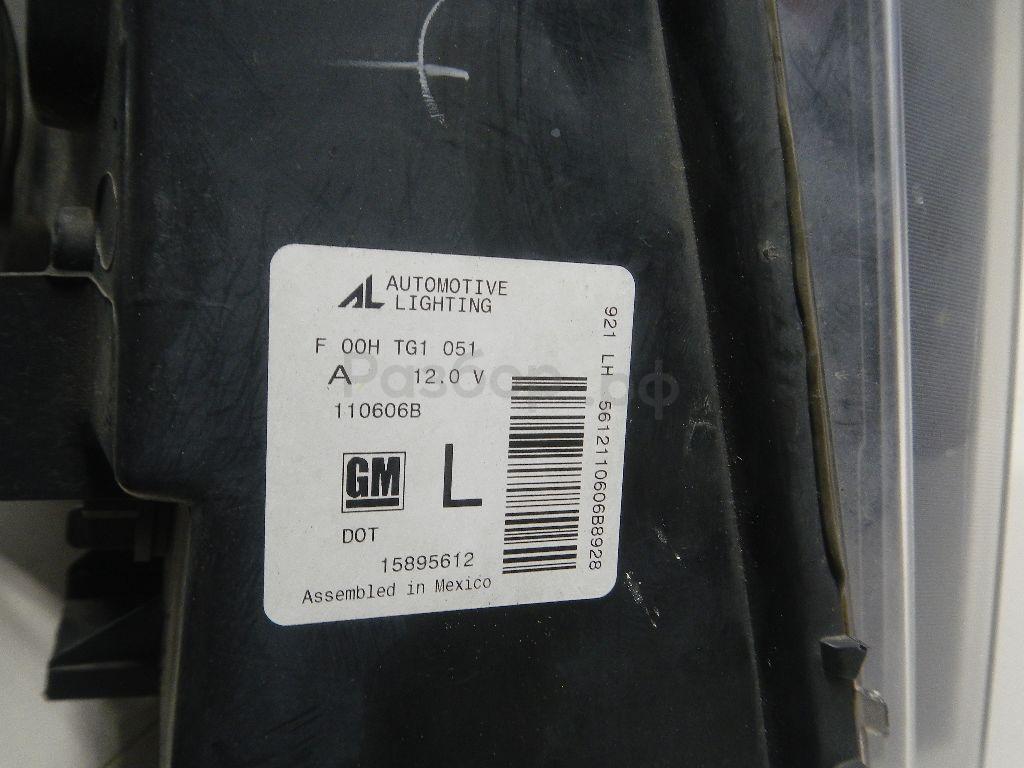 AL AUTOMOTIVE
LIGHTING
F 00H TG1 051
A 12.0 V
110606B
GM L
DOT
15895612
Assembled in Mexico
921 LH 5612110606B8928
Разбор.рф